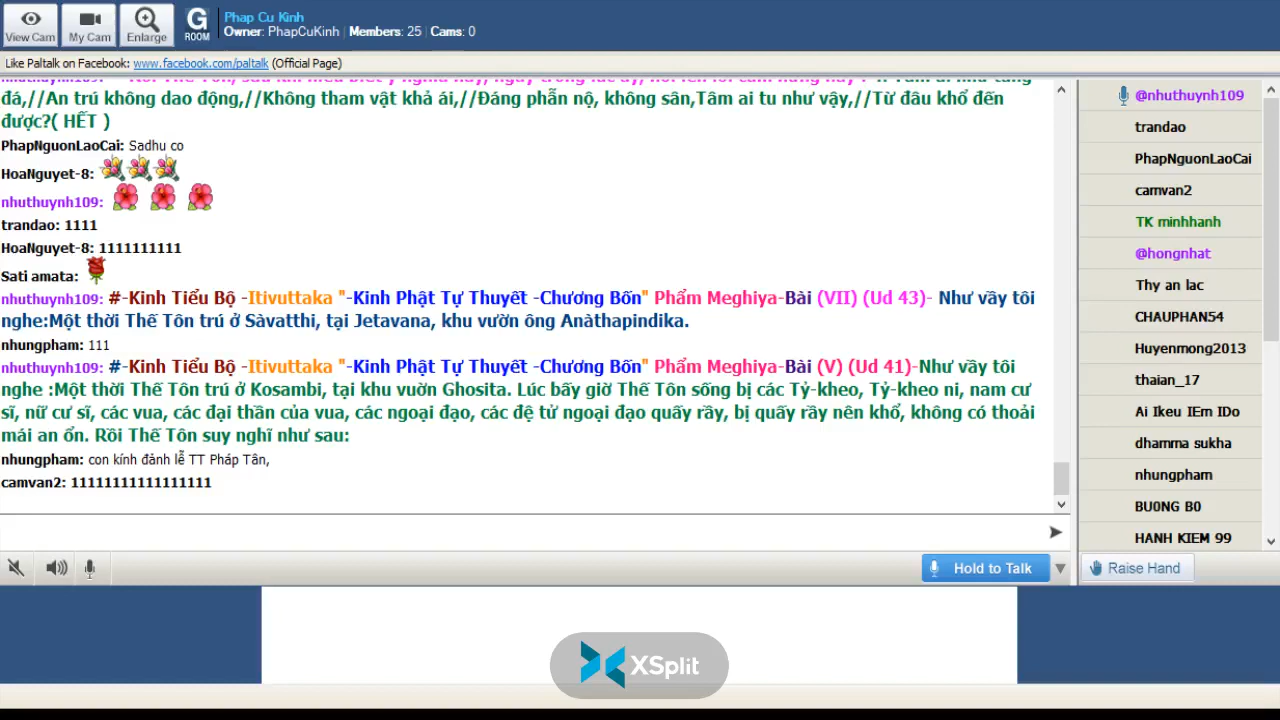 Phap Cu Kinh
Owner: PhapCuKinh | Members: 25 | Cams: 0
View Cam
My Cam
Enlarge
G
ROOM
Like Paltalk on Facebook: www.facebook.com/paltalk (Official Page)
đá,//An trú không dao động,//Không tham vật khả ái,//Đáng phẫn nộ, không sân,Tâm ai tu như vậy,//Từ đâu khổ đến
được?( HẾT )
PhapNguonLaoCai: Sadhu co
HoaNguyet-8:
nhuthuynh109:
trandao: 1111
HoaNguyet-8: 1111111111
Sati amata:
nhuthuynh109: #-Kinh Tiểu Bộ -Itivuttaka "-Kinh Phật Tự Thuyết -Chương Bốn" Phẩm Meghiya-Bài (VII) (Ud 43)- Như vầy tôi
nghe:Một thời Thế Tôn trú ở Sàvatthi, tại Jetavana, khu vườn ông Anàthapindika.
nhungpham: 111
nhuthuynh109: #-Kinh Tiểu Bộ -Itivuttaka "-Kinh Phật Tự Thuyết -Chương Bốn" Phẩm Meghiya-Bài (V) (Ud 41)-Như vầy tôi
nghe :Một thời Thế Tôn trú ở Kosambi, tại khu vuờn Ghosita. Lúc bấy giờ Thế Tôn sống bị các Tỷ-kheo, Tỷ-kheo ni, nam cư
sĩ, nữ cư sĩ, các vua, các đại thần của vua, các ngoại đạo, các đệ tử ngoại đạo quấy rầy, bị quấy rầy nên khổ, không có thoải
mái an ổn. Rồi Thế Tôn suy nghĩ như sau:
nhungpham: con kính đảnh lễ TT Pháp Tân,
camvan2: 11111111111111111
@nhuthuynh109
trandao
PhapNguonLaoCai
camvan2
TK minhhanh
@hongnhat
Thy an lac
CHAUPHAN54
Huyenmong2013
thaian_17
Ai Ikeu IEm IDo
dhamma sukha
nhungpham
BU0NG B0
HANH KIEM 99
Hold to Talk
Raise Hand
XSplit